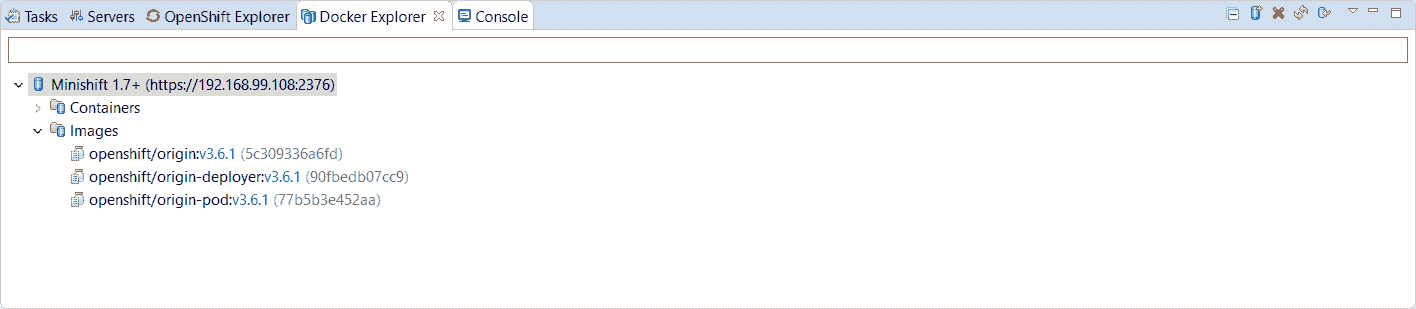 Tasks Servers OpenShift Explorer Docker Explorer Console
Minishift 1.7+ (https://192.168.99.108:2376)
Containers
Images
openshift/origin:v3.6.1 (5c309336a6fd)
openshift/origin-deployer:v3.6.1 (90fbedb07cc9)
openshift/origin-pod:v3.6.1 (77b5b3e452aa)